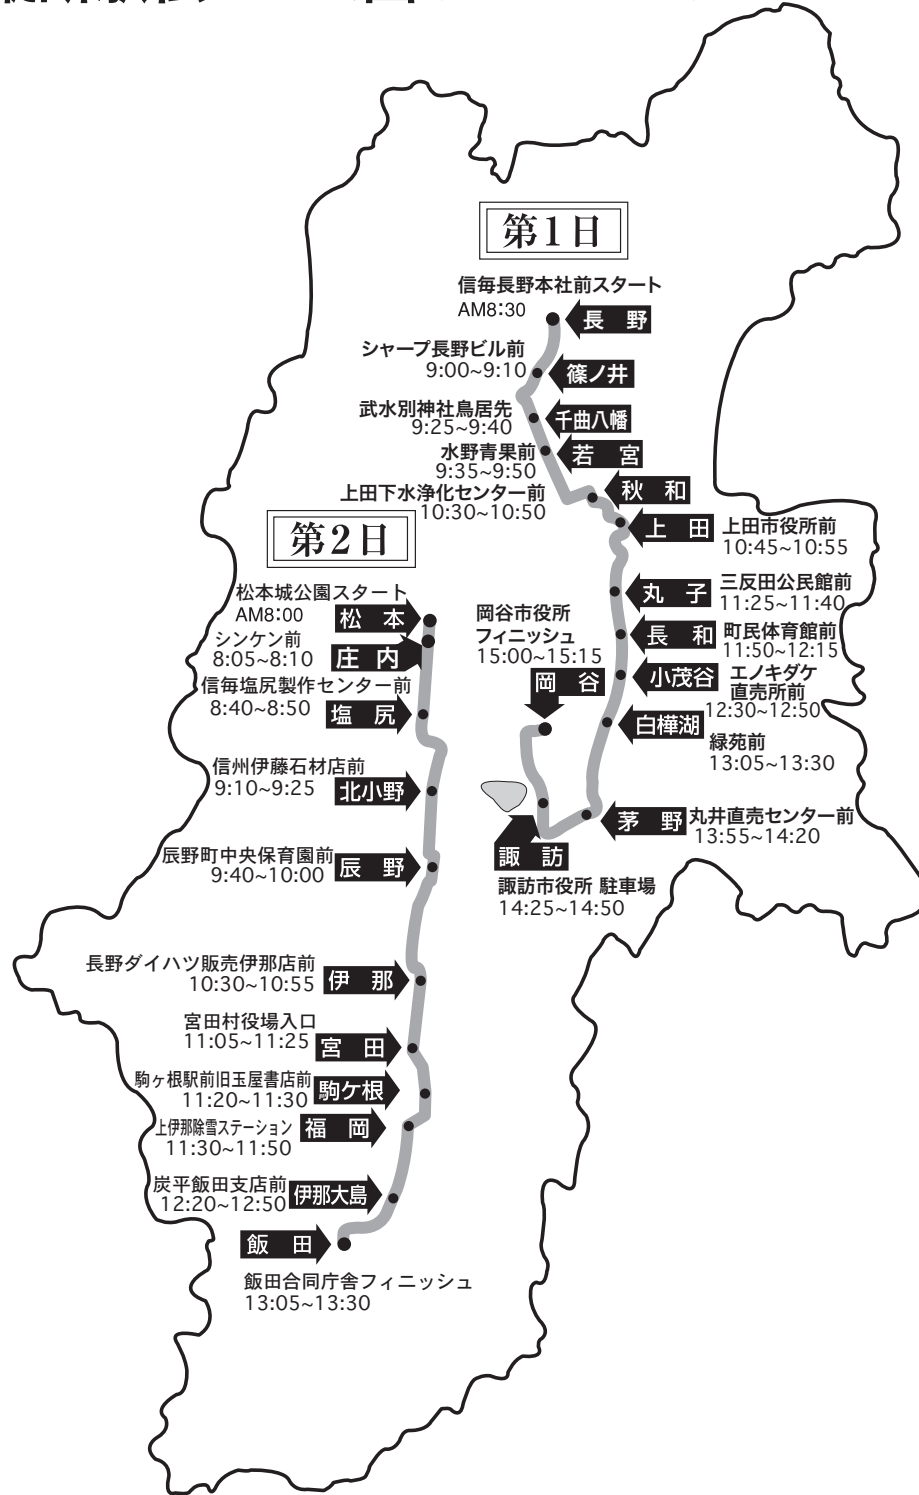 第1日
信毎長野本社前スタート
AM8:30
長 野
シャープ長野ビル前
9:00~9:10
篠ノ井
武水別神社鳥居先
9:25~9:40
千曲八幡
水野青果前
9:35~9:50
若 宮
上田下水浄化センター前
10:30~10:50
秋 和
上 田
上田市役所前
10:45~10:55
丸 子
三反田公民館前
11:25~11:40
長 和
町民体育館前
11:50~12:15
小茂谷
エノキダケ
直売所前
12:30~12:50
白樺湖
緑苑前
13:05~13:30
茅 野
丸井直売センター前
13:55~14:20
諏 訪
諏訪市役所 駐車場
14:25~14:50
岡谷市役所
フィニッシュ
15:00~15:15
岡 谷
第2日
松本城公園スタート
AM8:00
松 本
シンケン前
8:05~8:10
庄 内
信毎塩尻製作センター前
8:40~8:50
塩 尻
信州伊藤石材店前
9:10~9:25
北小野
辰野町中央保育園前
9:40~10:00
辰 野
長野ダイハツ販売伊那店前
10:30~10:55
伊 那
宮田村役場入口
11:05~11:25
宮 田
駒ヶ根駅前旧玉屋書店前
11:20~11:30
駒ケ根
上伊那除雪ステーション
11:30~11:50
福 岡
炭平飯田支店前
12:20~12:50
伊那大島
飯 田
飯田合同庁舎フィニッシュ
13:05~13:30